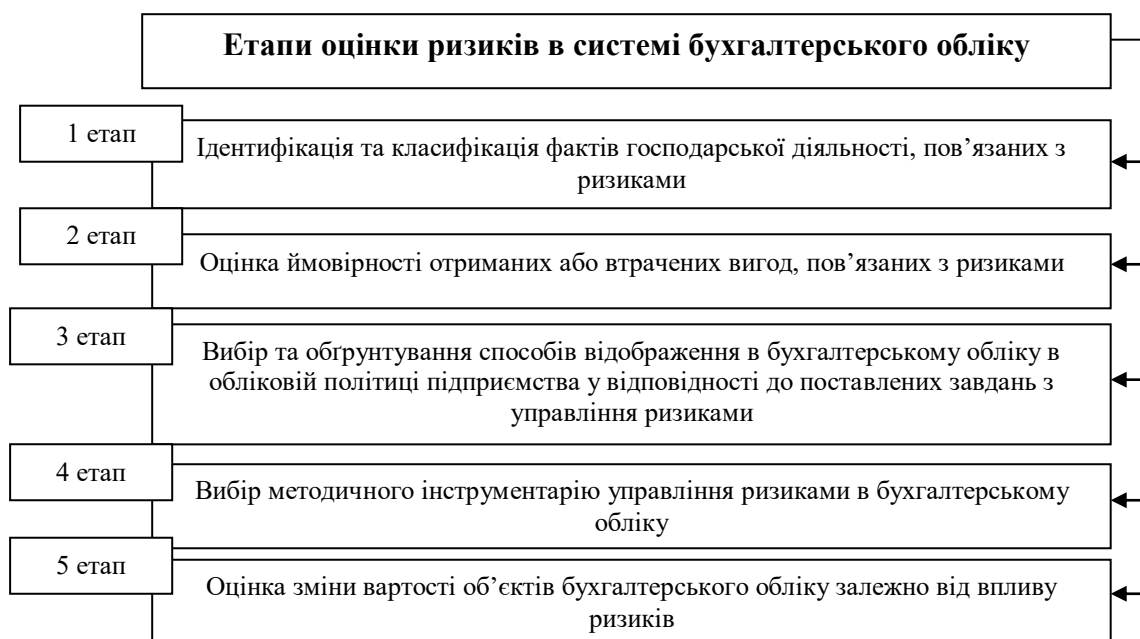 Етапи оцінки ризиків в системі бухгалтерського обліку
1 етап
Ідентифікація та класифікація фактів господарської діяльності, пов’язаних з
ризиками
2 етап
Оцінка ймовірності отриманих або втрачених вигод, пов’язаних з ризиками
3 етап
Вибір та обґрунтування способів відображення в бухгалтерському обліку в
обліковій політиці підприємства у відповідності до поставлених завдань з
управління ризиками
4 етап
Вибір методичного інструментарію управління ризиками в бухгалтерському
обліку
5 етап
Оцінка зміни вартості об’єктів бухгалтерського обліку залежно від впливу
ризиків